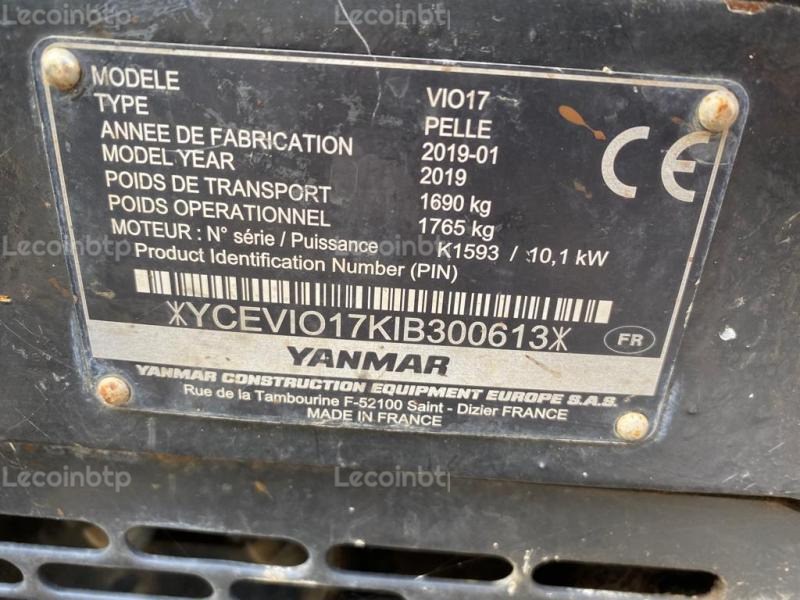 MODELE VIO17
TYPE PELLE
ANNEE DE FABRICATION 2019-01
MODEL YEAR 2019
POIDS DE TRANSPORT 1690 kg
POIDS OPERATIONNEL 1765 kg
MOTEUR : N° série / Puissance K1593 / 10,1 kW
Product Identification Number (PIN)
*YCEVIO17KIB300613*
FR
YANMAR
YANMAR CONSTRUCTION EQUIPMENT EUROPE S.A.S.
Rue de la Tambourine F-52100 Saint - Dizier FRANCE
MADE IN FRANCE
CE
Lecoinbtp Lecoinbtp Lecoinbtp
Lecoinbtp Lecoinbtp Lecoinbtp
Lecoinbtp Lecoinbtp Lecoinbtp